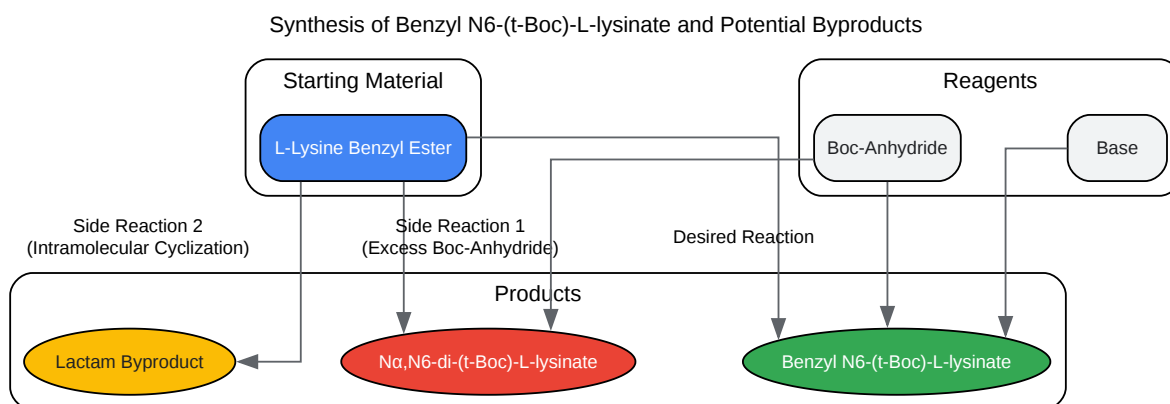 Synthesis of Benzyl N6-(t-Boc)-L-lysinate and Potential Byproducts
Starting Material
Reagents
L-Lysine Benzyl Ester
Boc-Anhydride
Base
Side Reaction 2
(Intramolecular Cyclization)
Side Reaction 1
(Excess Boc-Anhydride)
Desired Reaction
Products
Lactam Byproduct
Nα,N6-di-(t-Boc)-L-lysinate
Benzyl N6-(t-Boc)-L-lysinate